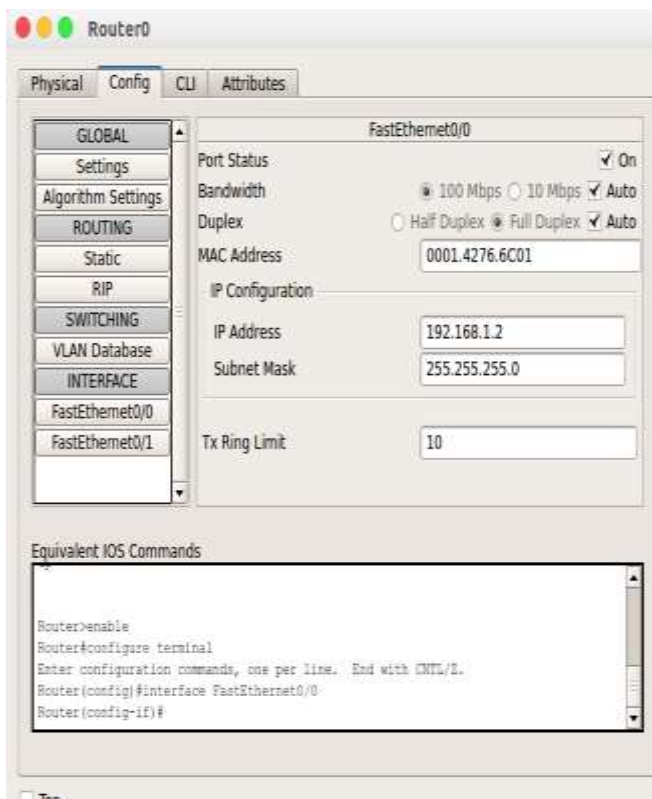 Router0
Physical Config CLI Attributes
GLOBAL
Settings
Algorithm Settings
ROUTING
Static
RIP
SWITCHING
VLAN Database
INTERFACE
FastEthernet0/0
FastEthernet0/1
FastEthernet0/0
Port Status On
Bandwidth 100 Mbps 10 Mbps Auto
Duplex Half Duplex Full Duplex Auto
MAC Address 0001.4276.6C01
IP Configuration
IP Address 192.168.1.2
Subnet Mask 255.255.255.0
Tx Ring Limit 10
Equivalent IOS Commands
Router>enable
Router#configure terminal
Enter configuration commands, one per line. End with CNTL/Z.
Router(config)#interface FastEthernet0/0
Router(config-if)#